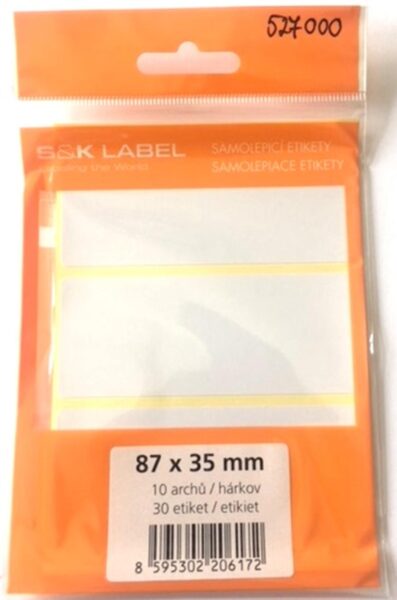 527000
S&K LABEL
Labeling the World
SAMOLEPICÍ ETIKETY
SAMOLEPIACE ETIKETY
87 x 35 mm
10 archů / hárkov
30 etiket / etikiet
8 595302 206172